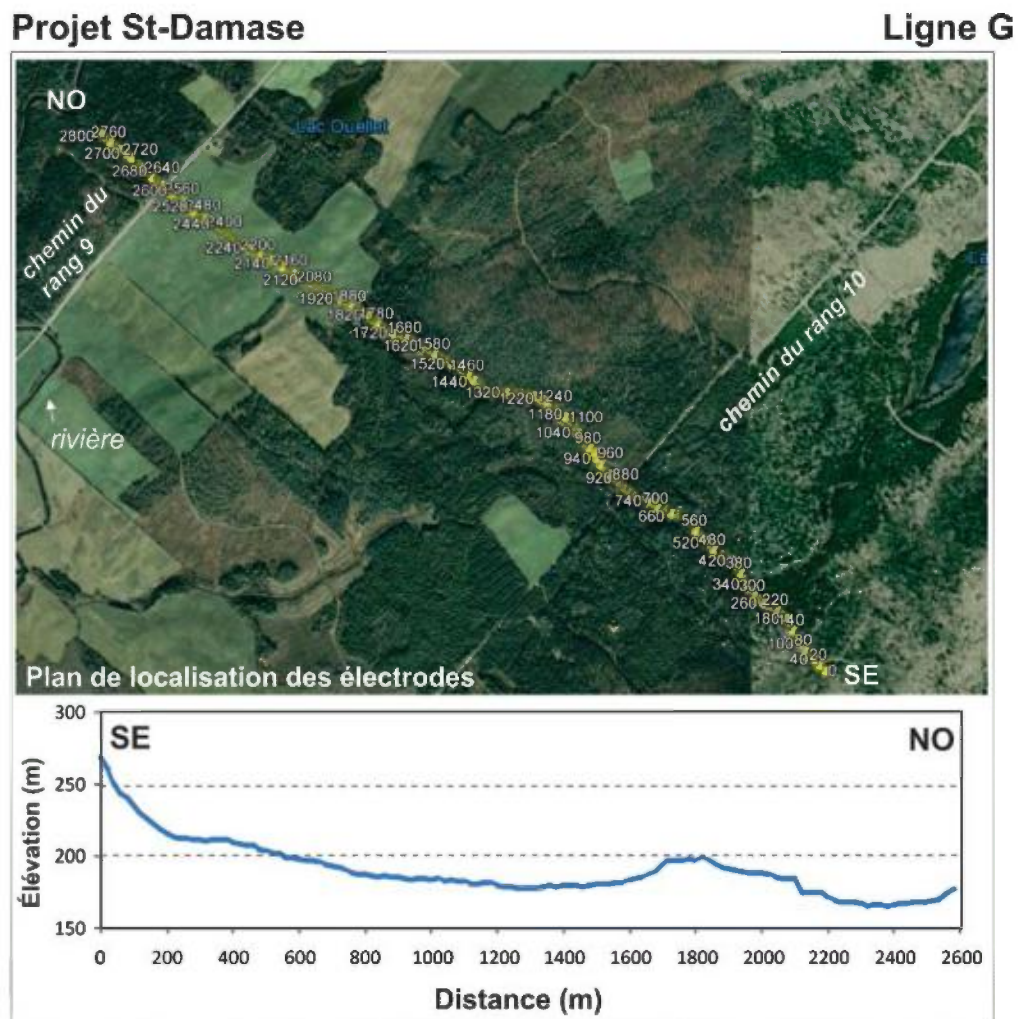 Projet St-Damase
Ligne G
NO
Lac Ouellet
2800 2760
2700 2720
2680 2640
2600 2560
2520 2480
2440 2400
2240 2200
2140 2160
2120 2080
1920 1880
1820 1780
1720 1680
1620 1580
1520 1460
1440
1320 1240
1220
1180 1100
1040 980
940 960
920 880
740 700
660 560
520 480
420 380
340 300
260 220
180 140
80
40 20
0
chemin du
rang 9
chemin du rang 10
rivière
SE
Plan de localisation des électrodes
300
250
200
150
Élévation (m)
SE
NO
0 200 400 600 800 1000 1200 1400 1600 1800 2000 2200 2400 2600
Distance (m)